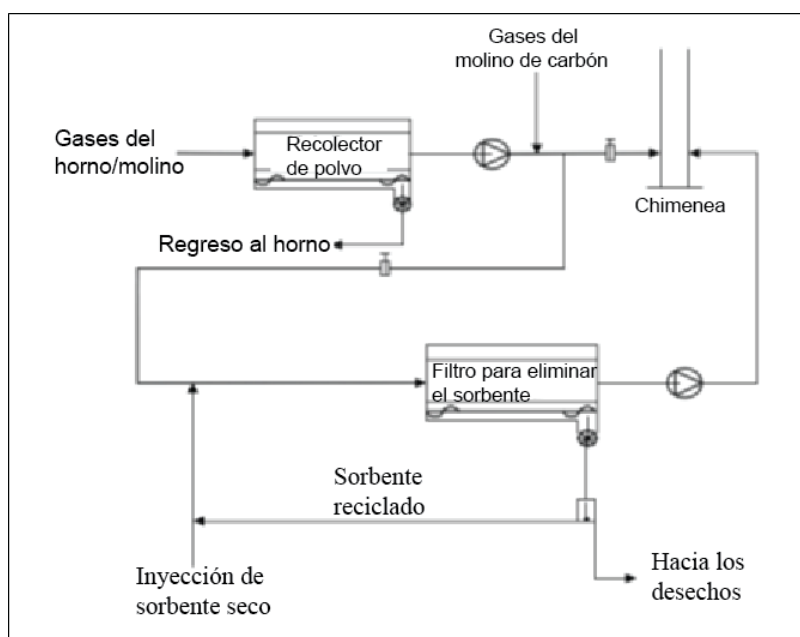 Gases del
molino de carbón
Gases del
horno/molino
Recolector
de polvo
Chimenea
Regreso al horno
Filtro para eliminar
el sorbente
Sorbente
reciclado
Inyección de
sorbente seco
Hacia los
desechos